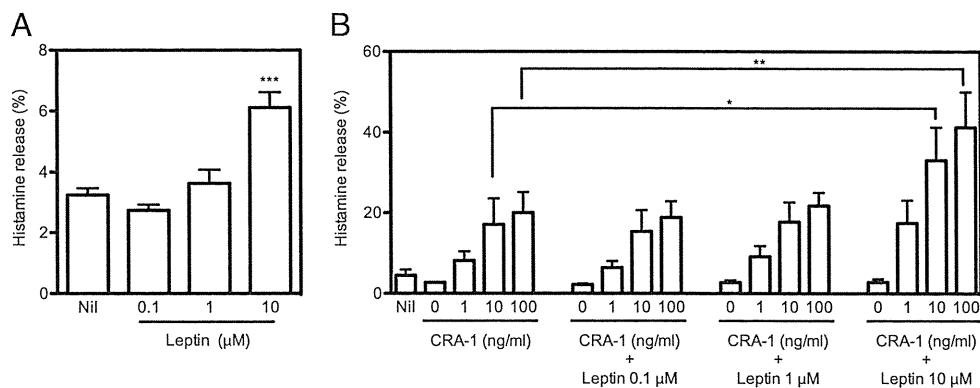 A
Histamine release (%)
8
6
4
2
0
***
Nil 0.1 1 10
Leptin (μM)
B
Histamine release (%)
60
40
20
0
**
*
Nil 0 1 10 100 0 1 10 100 0 1 10 100 0 1 10 100
CRA-1 (ng/ml) CRA-1 (ng/ml) CRA-1 (ng/ml) CRA-1 (ng/ml)
+ + +
Leptin 0.1 μM Leptin 1 μM Leptin 10 μM